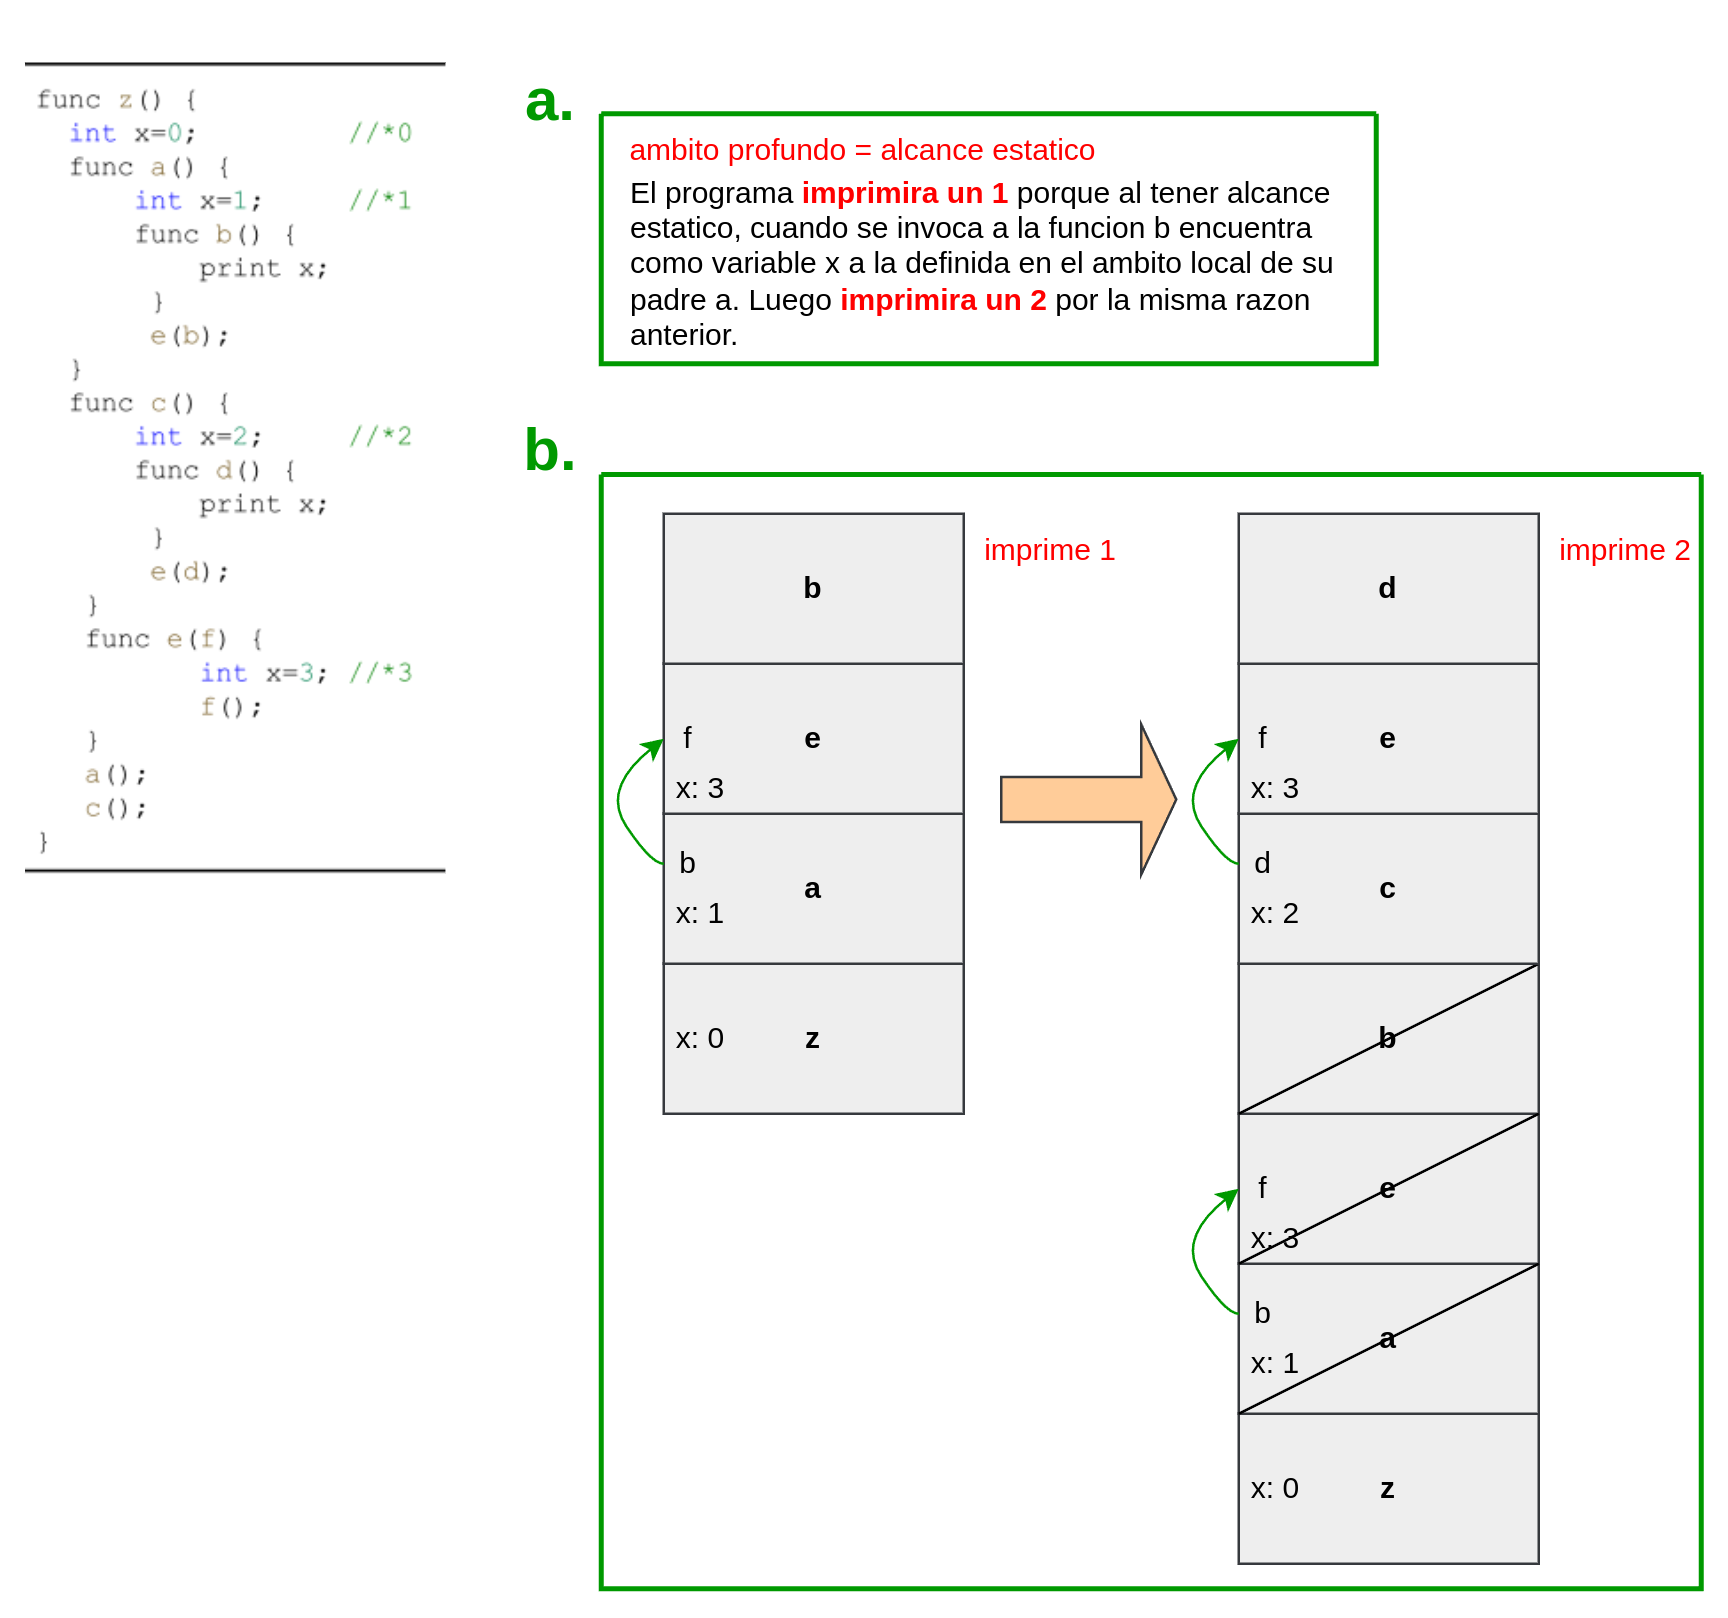 func z() {
int x=0; //*0
func a() {
int x=1; //*1
func b() {
print x;
}
e(b);
}
func c() {
int x=2; //*2
func d() {
print x;
}
e(d);
}
func e(f) {
int x=3; //*3
f();
}
a();
c();
}
a.
ambito profundo = alcance estatico
El programa imprimira un 1 porque al tener alcance
estatico, cuando se invoca a la funcion b encuentra
como variable x a la definida en el ambito local de su
padre a. Luego imprimira un 2 por la misma razon
anterior.
b.
imprime 1
b
f e
x: 3
b
a
x: 1
x: 0 z
imprime 2
d
f e
x: 3
d
c
x: 2
b
f e
x: 3
b
a
x: 1
x: 0 z